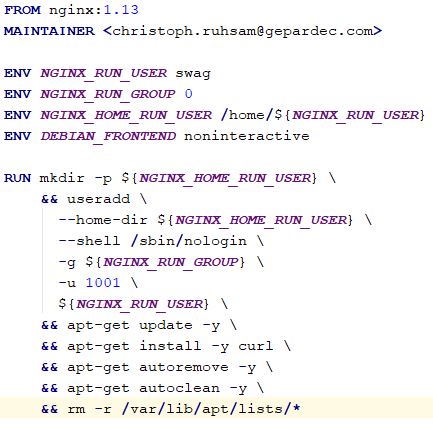 FROM nginx:1.13
MAINTAINER <christoph.ruhsam@gepardec.com>

ENV NGINX_RUN_USER swag
ENV NGINX_RUN_GROUP 0
ENV NGINX_HOME_RUN_USER /home/${NGINX_RUN_USER}
ENV DEBIAN_FRONTEND noninteractive

RUN mkdir -p ${NGINX_HOME_RUN_USER} \
    && useradd \
      --home-dir ${NGINX_HOME_RUN_USER} \
      --shell /sbin/nologin \
      -g ${NGINX_RUN_GROUP} \
      -u 1001 \
      ${NGINX_RUN_USER} \
    && apt-get update -y \
    && apt-get install -y curl \
    && apt-get autoremove -y \
    && apt-get autoclean -y \
    && rm -r /var/lib/apt/lists/*